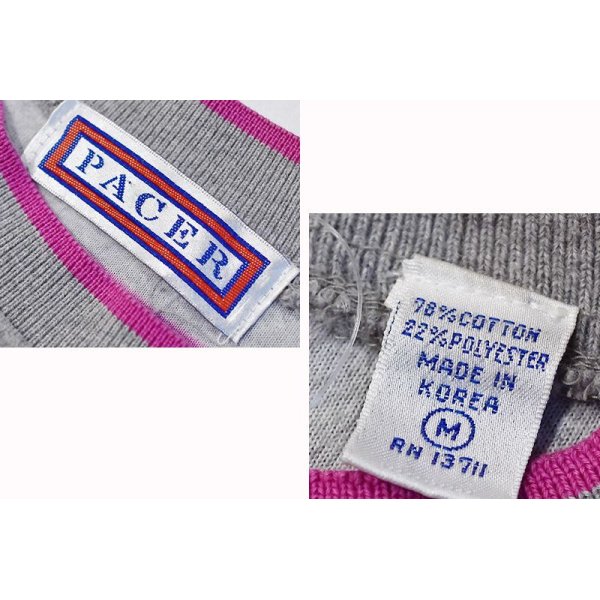 PACER
78% COTTON
22% POLYESTER
MADE IN
KOREA
M
RN 13711